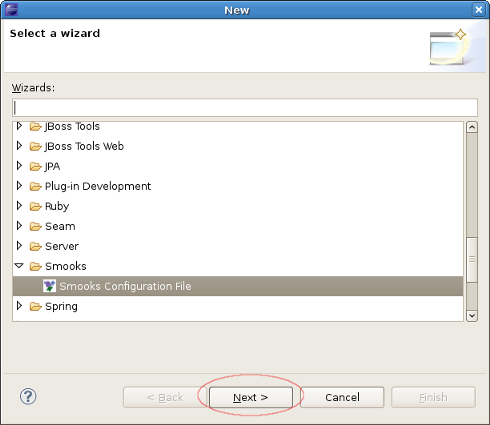 New
Select a wizard
Wizards:
JBoss Tools
JBoss Tools Web
JPA
Plug-in Development
Ruby
Seam
Server
Smooks
Smooks Configuration File
Spring
? < Back Next > Cancel Finish